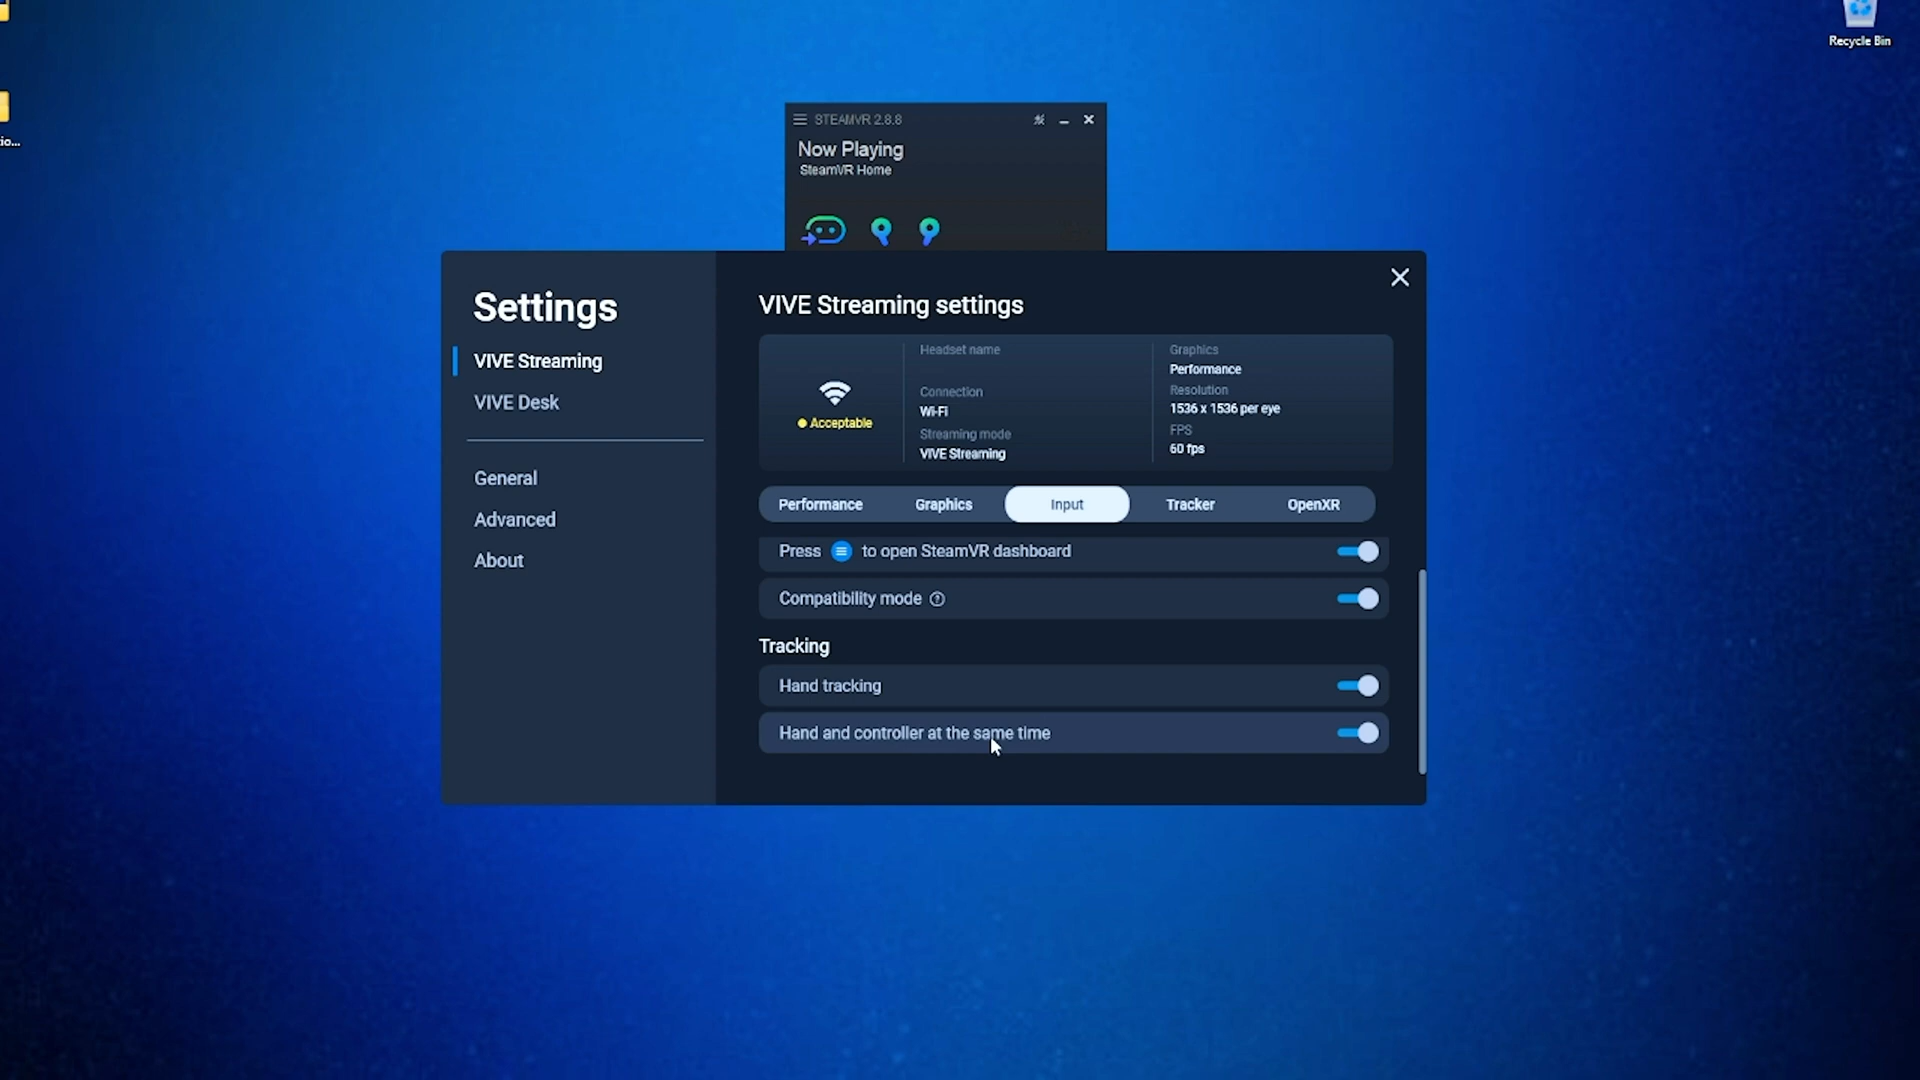 Recycle Bin
io...
STEAMVR 2.8.8
Now Playing
SteamVR Home
Settings
VIVE Streaming
VIVE Desk
General
Advanced
About
VIVE Streaming settings
Acceptable
Headset name
Connection
Wi-Fi
Streaming mode
VIVE Streaming
Graphics
Performance
Resolution
1536 x 1536 per eye
FPS
60 fps
Performance Graphics Input Tracker OpenXR
Press to open SteamVR dashboard
Compatibility mode
Tracking
Hand tracking
Hand and controller at the same time